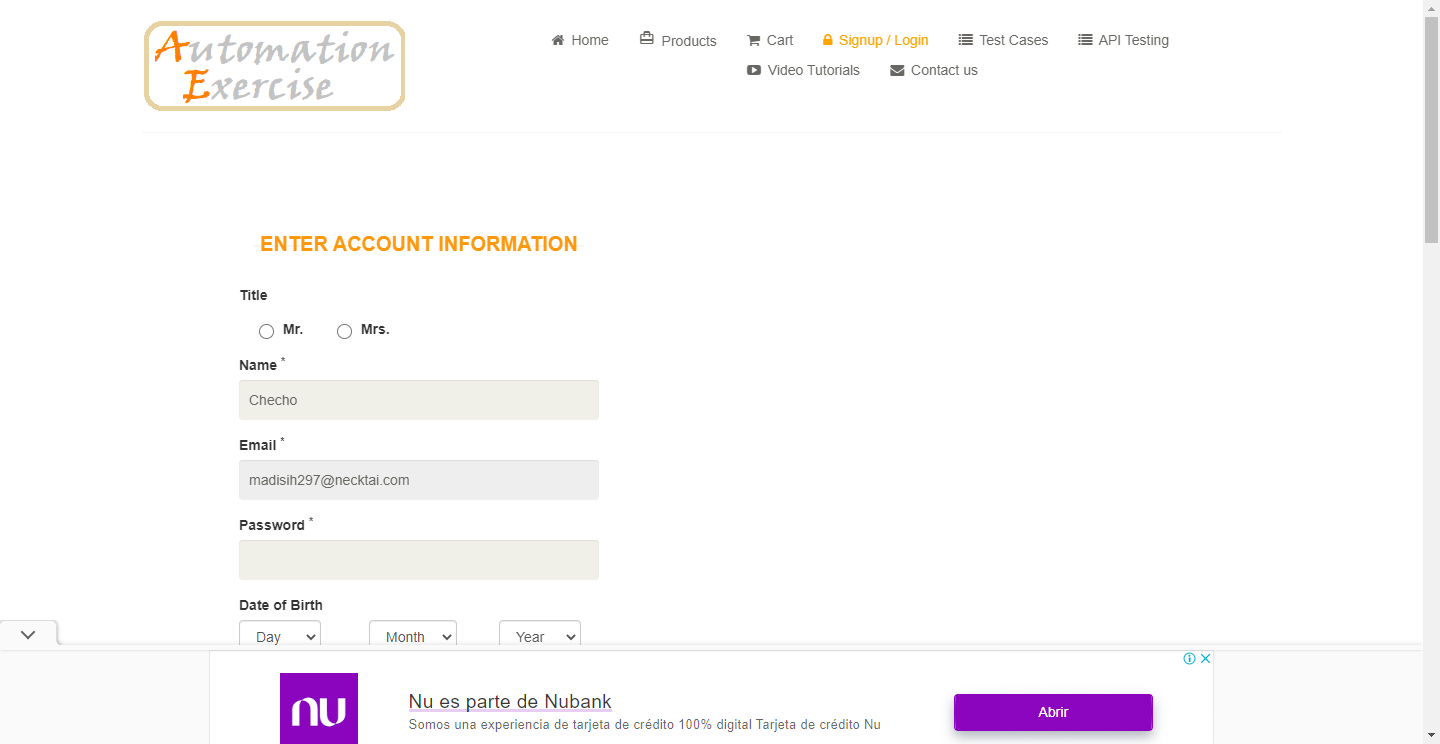 Automation
Exercise
Home Products Cart Signup / Login Test Cases API Testing
Video Tutorials Contact us
ENTER ACCOUNT INFORMATION
Title
Mr. Mrs.
Name *
Checho
Email *
madisih297@necktai.com
Password *
Date of Birth
Day Month Year
nu
Nu es parte de Nubank
Somos una experiencia de tarjeta de crédito 100% digital Tarjeta de crédito Nu
Abrir